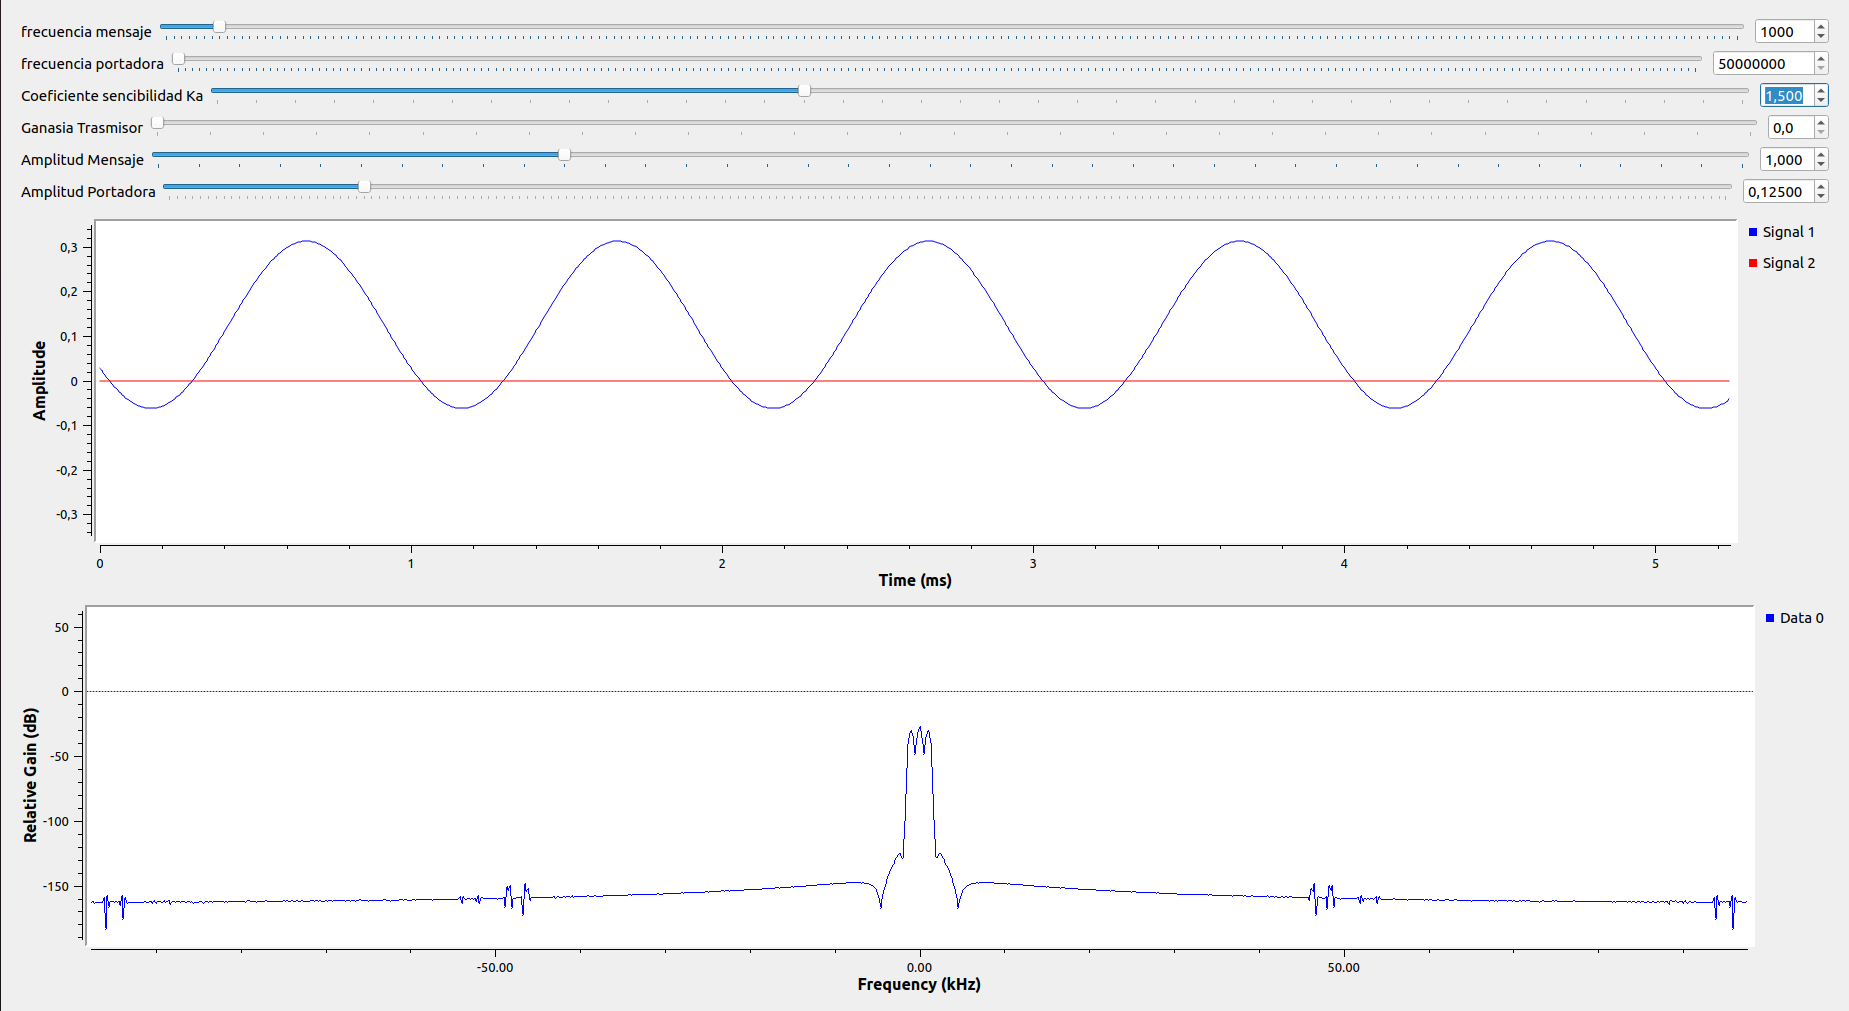 frecuencia mensaje 1000
frecuencia portadora 50000000
Coeficiente sencibilidad Ka 1,500
Ganasia Trasmisor 0,0
Amplitud Mensaje 1,000
Amplitud Portadora 0,12500
Signal 1
Signal 2
Amplitude
0,3
0,2
0,1
0
-0,1
-0,2
-0,3
0 1 2 3 4 5
Time (ms)
Data 0
Relative Gain (dB)
50
0
-50
-100
-150
-50.00 0.00 50.00
Frequency (kHz)